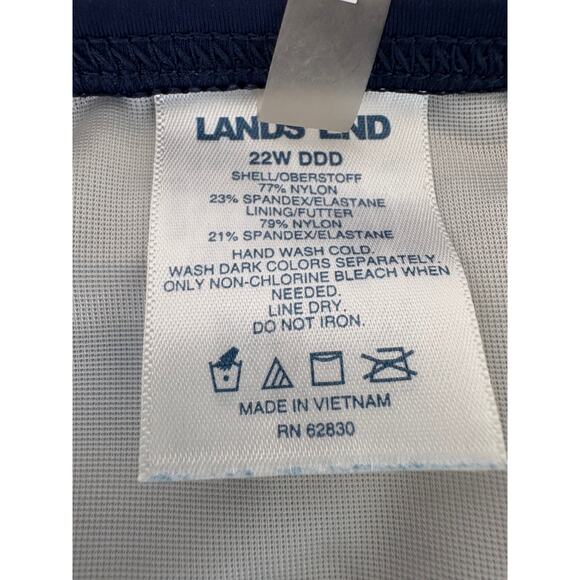 LANDS' END
22W DDD
SHELL/OBERSTOFF
77% NYLON
23% SPANDEX/ELASTANE
LINING/FUTTER
79% NYLON
21% SPANDEX/ELASTANE
HAND WASH COLD.
WASH DARK COLORS SEPARATELY.
ONLY NON-CHLORINE BLEACH WHEN
NEEDED.
LINE DRY.
DO NOT IRON.
MADE IN VIETNAM
RN 62830